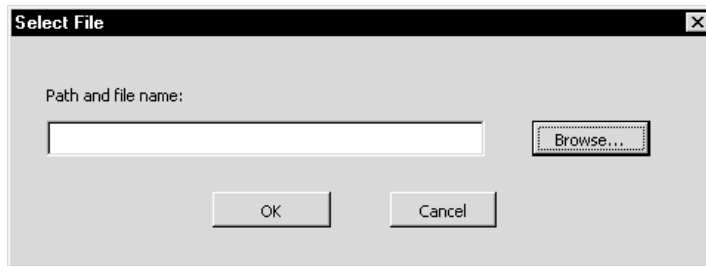 Select File
Path and file name:
Browse...
OK
Cancel